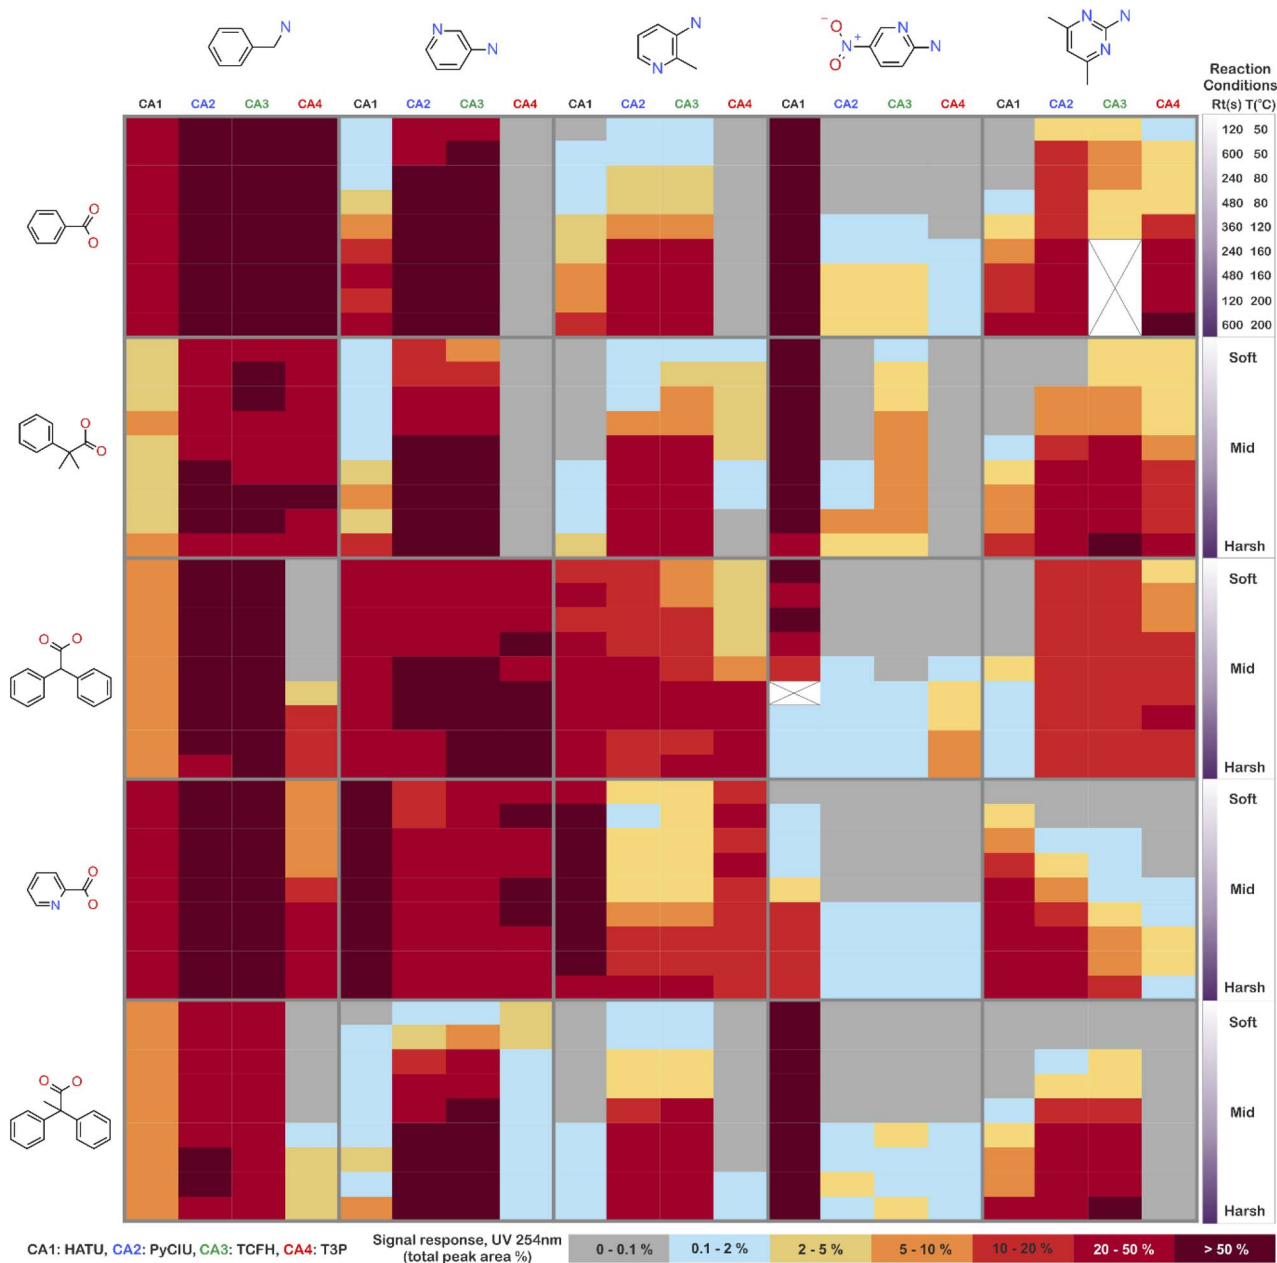 N
N
N
N
N
O
N
N
N
N
N
N
N
O
Reaction
Conditions
CA1 CA2 CA3 CA4 CA1 CA2 CA3 CA4 CA1 CA2 CA3 CA4 CA1 CA2 CA3 CA4 CA1 CA2 CA3 CA4 Rt(s) T(°C)
120 50
600 50
240 80
480 80
360 120
240 160
480 160
120 200
600 200
O
O
Soft
O
O
Mid
Harsh
Soft
O O
Mid
Harsh
Soft
O
N
O
Mid
Harsh
Soft
O O
Mid
Harsh
CA1: HATU, CA2: PyCIU, CA3: TCFH, CA4: T3P
Signal response, UV 254nm
(total peak area %)
0 - 0.1 % 0.1 - 2 % 2 - 5 % 5 - 10 % 10 - 20 % 20 - 50 % > 50 %